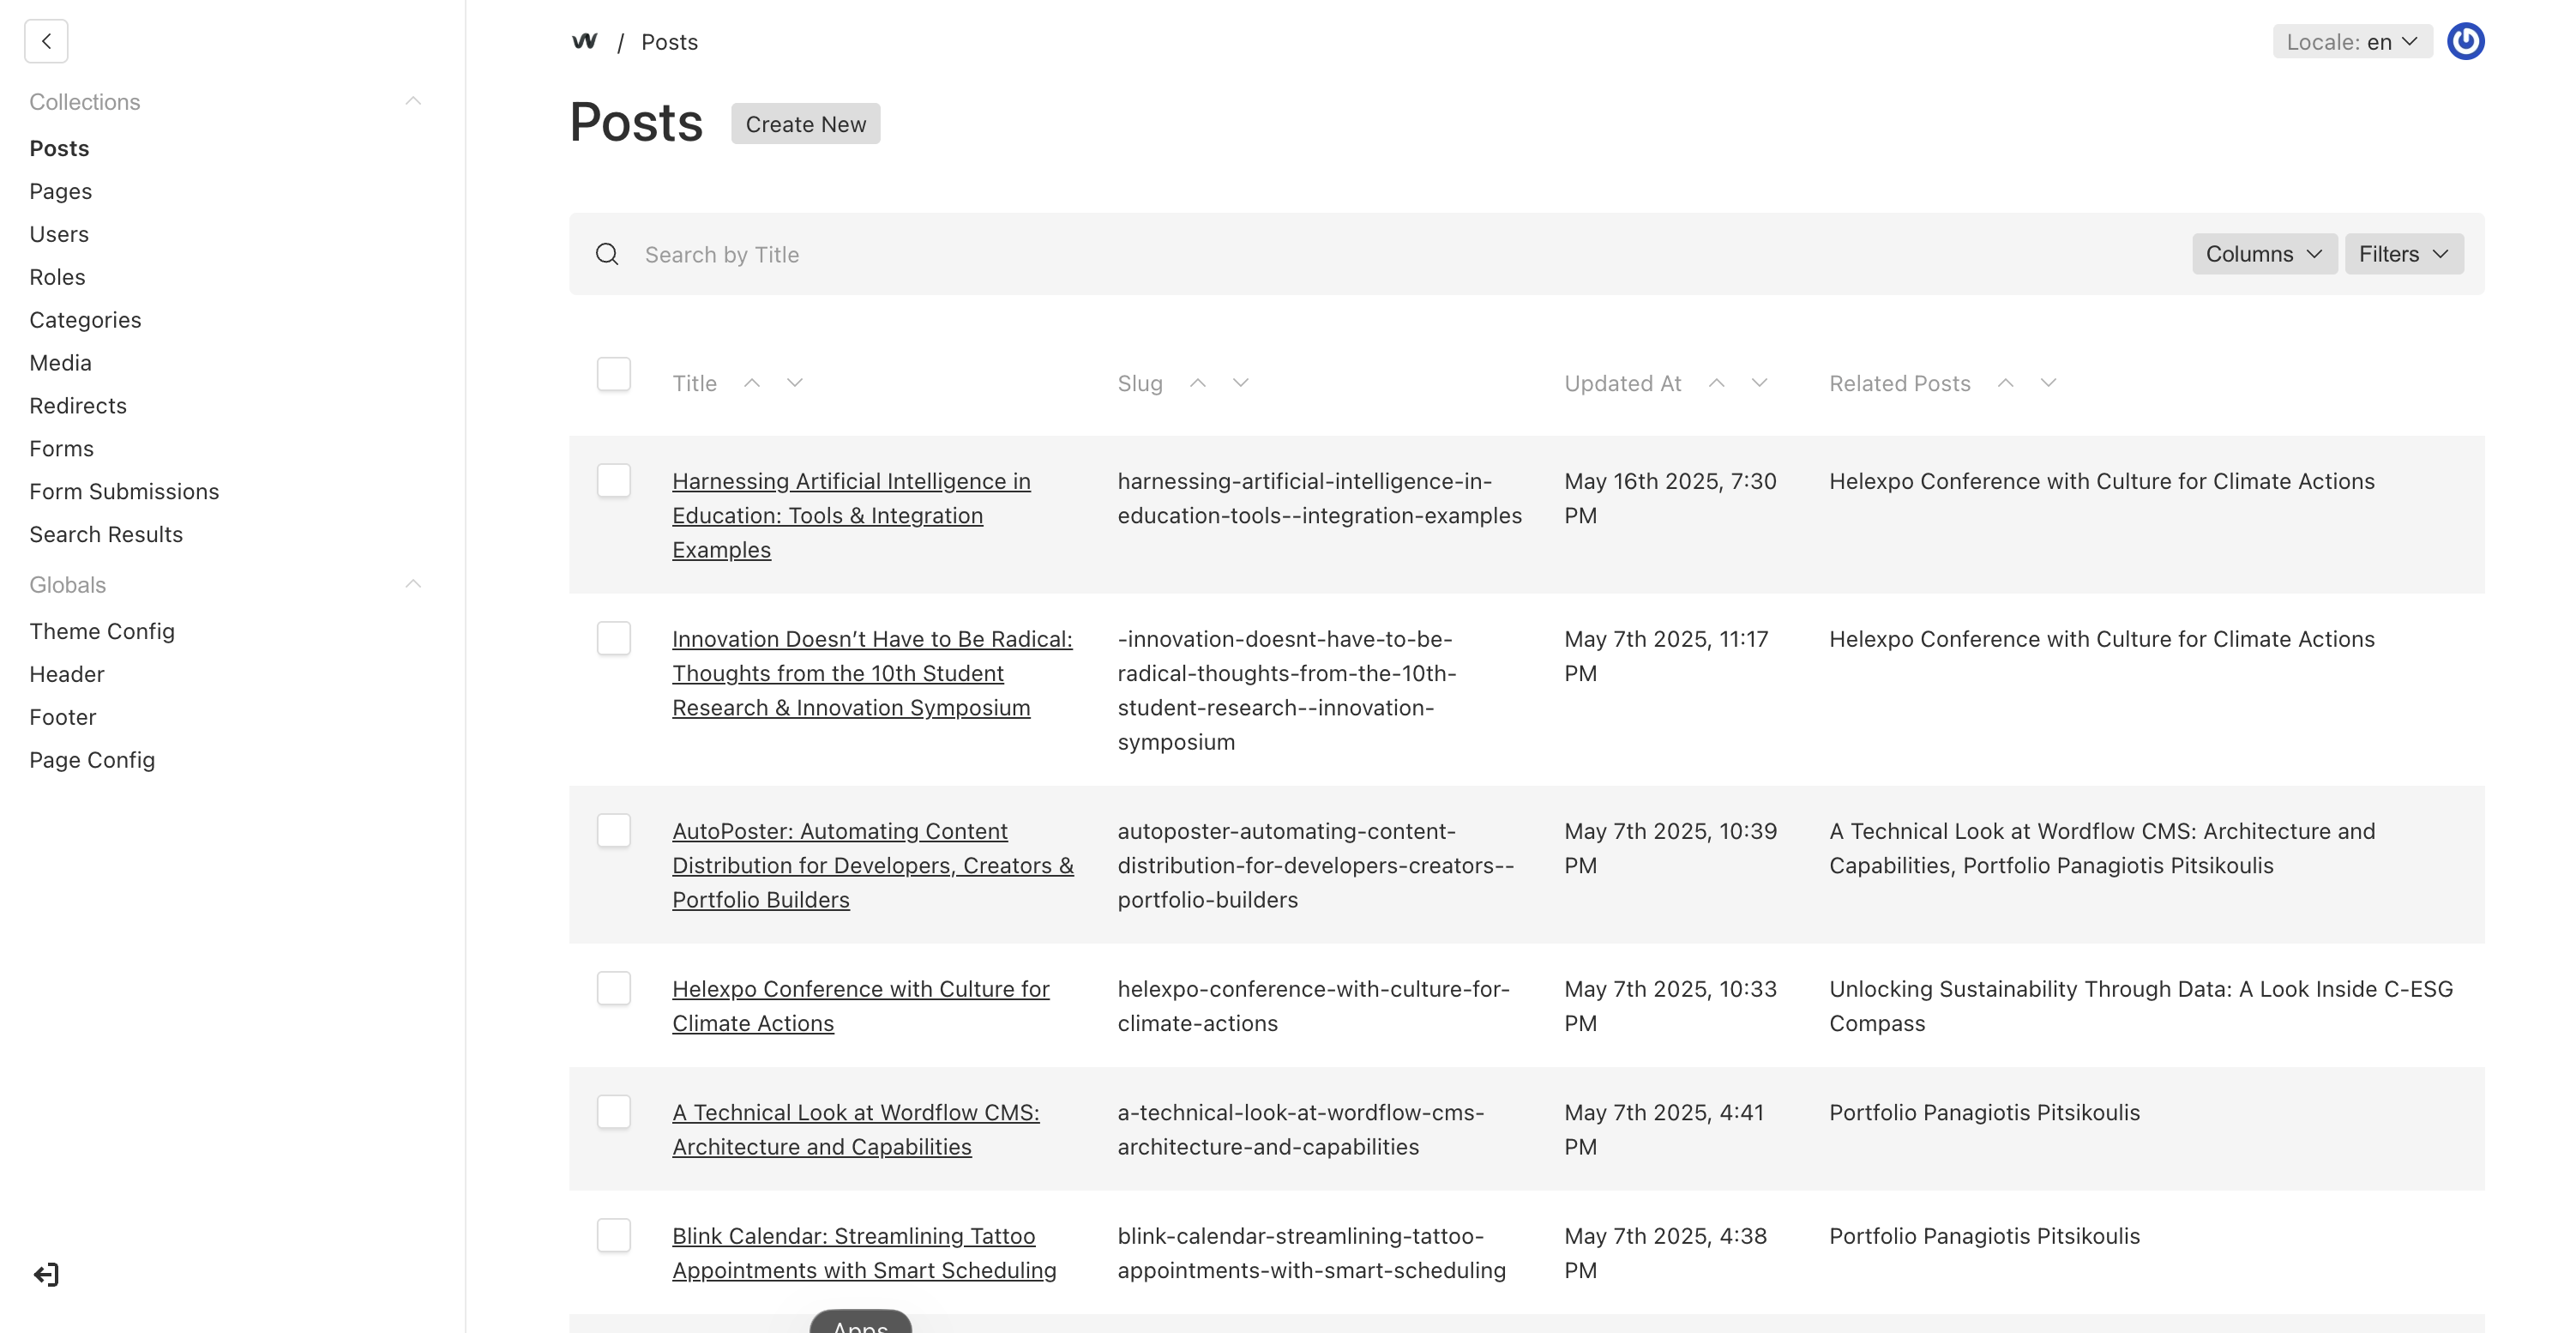 / Posts
Locale: en
Collections
Posts
Pages
Users
Roles
Categories
Media
Redirects
Forms
Form Submissions
Search Results
Globals
Theme Config
Header
Footer
Page Config
Posts
Create New
Search by Title
Columns
Filters
Title
Slug
Updated At
Related Posts
Harnessing Artificial Intelligence in
Education: Tools & Integration
Examples
harnessing-artificial-intelligence-in-
education-tools--integration-examples
May 16th 2025, 7:30
PM
Helexpo Conference with Culture for Climate Actions
Innovation Doesn’t Have to Be Radical:
Thoughts from the 10th Student
Research & Innovation Symposium
-innovation-doesnt-have-to-be-
radical-thoughts-from-the-10th-
student-research--innovation-
symposium
May 7th 2025, 11:17
PM
Helexpo Conference with Culture for Climate Actions
AutoPoster: Automating Content
Distribution for Developers, Creators &
Portfolio Builders
autoposter-automating-content-
distribution-for-developers-creators--
portfolio-builders
May 7th 2025, 10:39
PM
A Technical Look at Wordflow CMS: Architecture and
Capabilities, Portfolio Panagiotis Pitsikoulis
Helexpo Conference with Culture for
Climate Actions
helexpo-conference-with-culture-for-
climate-actions
May 7th 2025, 10:33
PM
Unlocking Sustainability Through Data: A Look Inside C-ESG
Compass
A Technical Look at Wordflow CMS:
Architecture and Capabilities
a-technical-look-at-wordflow-cms-
architecture-and-capabilities
May 7th 2025, 4:41
PM
Portfolio Panagiotis Pitsikoulis
Blink Calendar: Streamlining Tattoo
Appointments with Smart Scheduling
blink-calendar-streamlining-tattoo-
appointments-with-smart-scheduling
May 7th 2025, 4:38
PM
Portfolio Panagiotis Pitsikoulis
Apps